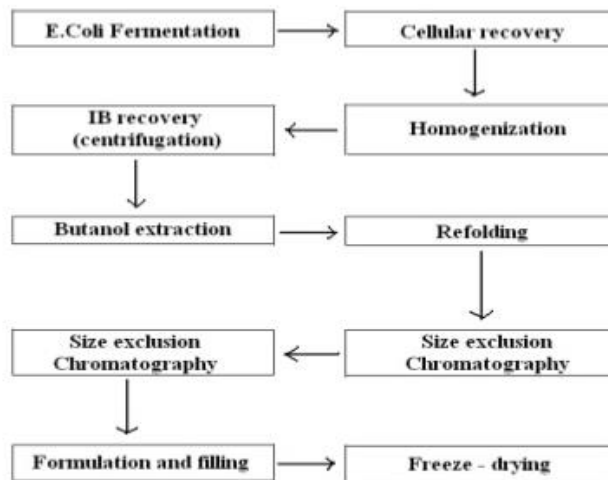 E.Coli Fermentation
Cellular recovery
Homogenization
IB recovery
(centrifugation)
Butanol extraction
Refolding
Size exclusion
Chromatography
Size exclusion
Chromatography
Formulation and filling
Freeze - drying